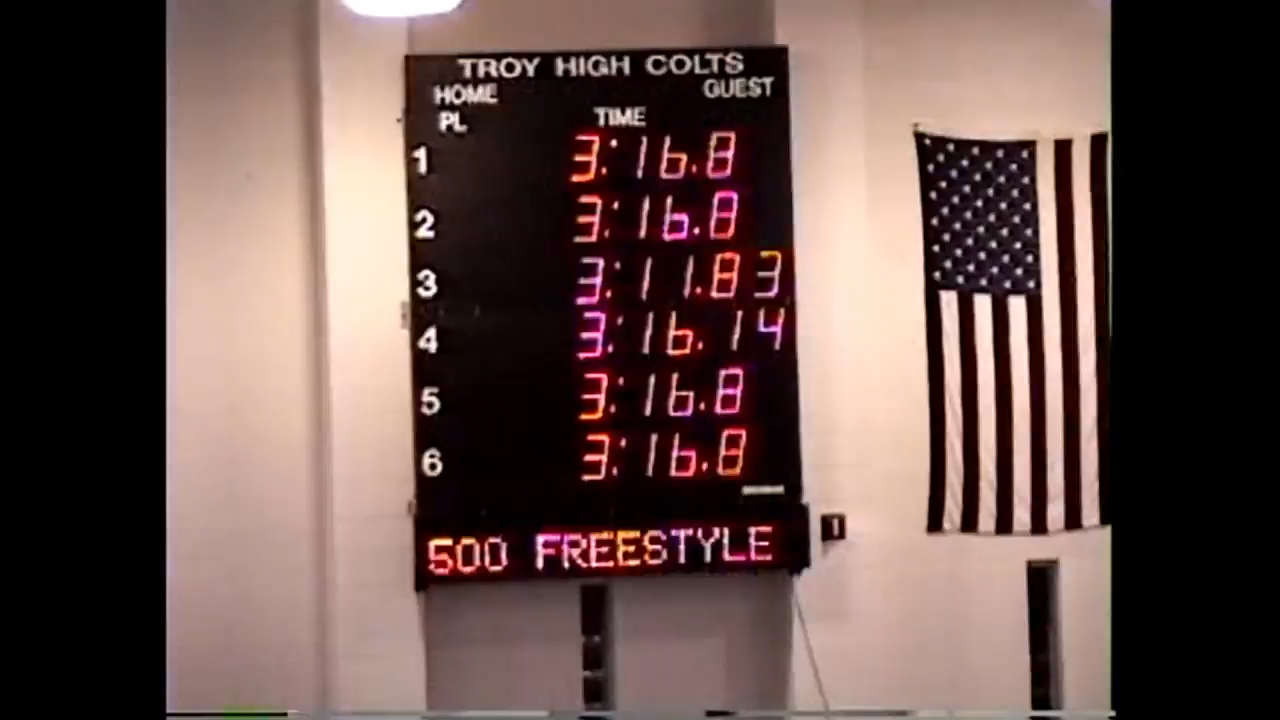 TROY HIGH COLTS
HOME GUEST
PL TIME
1 3:16.8
2 3:16.8
3 3:11.83
4 3:16.14
5 3:16.8
6 3:16.8
500 FREESTYLE
1